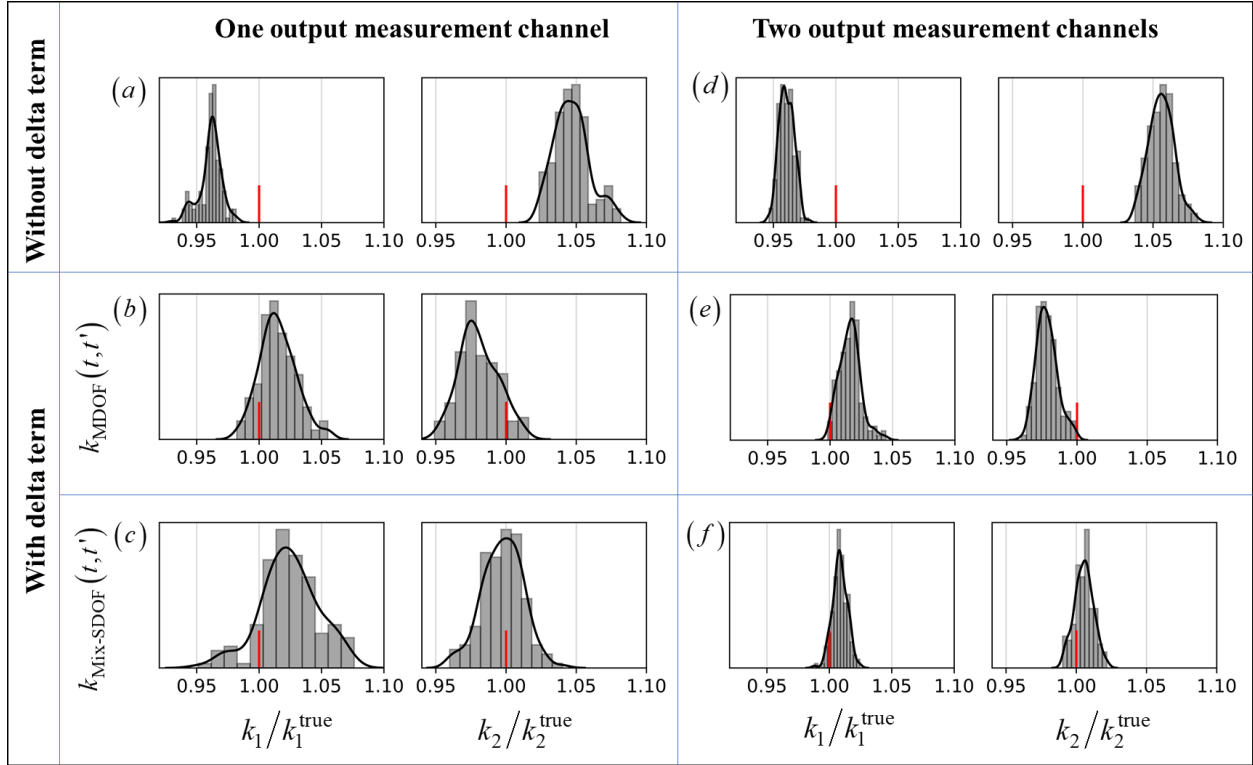 One output measurement channel
Two output measurement channels
Without delta term
(a)
0.95 1.00 1.05 1.10
0.95 1.00 1.05 1.10
(d)
0.95 1.00 1.05 1.10
0.95 1.00 1.05 1.10
With delta term
k_MDOF(t,t')
(b)
0.95 1.00 1.05 1.10
0.95 1.00 1.05 1.10
(e)
0.95 1.00 1.05 1.10
0.95 1.00 1.05 1.10
k_Mix-SDOF(t,t')
(c)
0.95 1.00 1.05 1.10
0.95 1.00 1.05 1.10
(f)
0.95 1.00 1.05 1.10
0.95 1.00 1.05 1.10
k_1/k_1^true
k_2/k_2^true
k_1/k_1^true
k_2/k_2^true